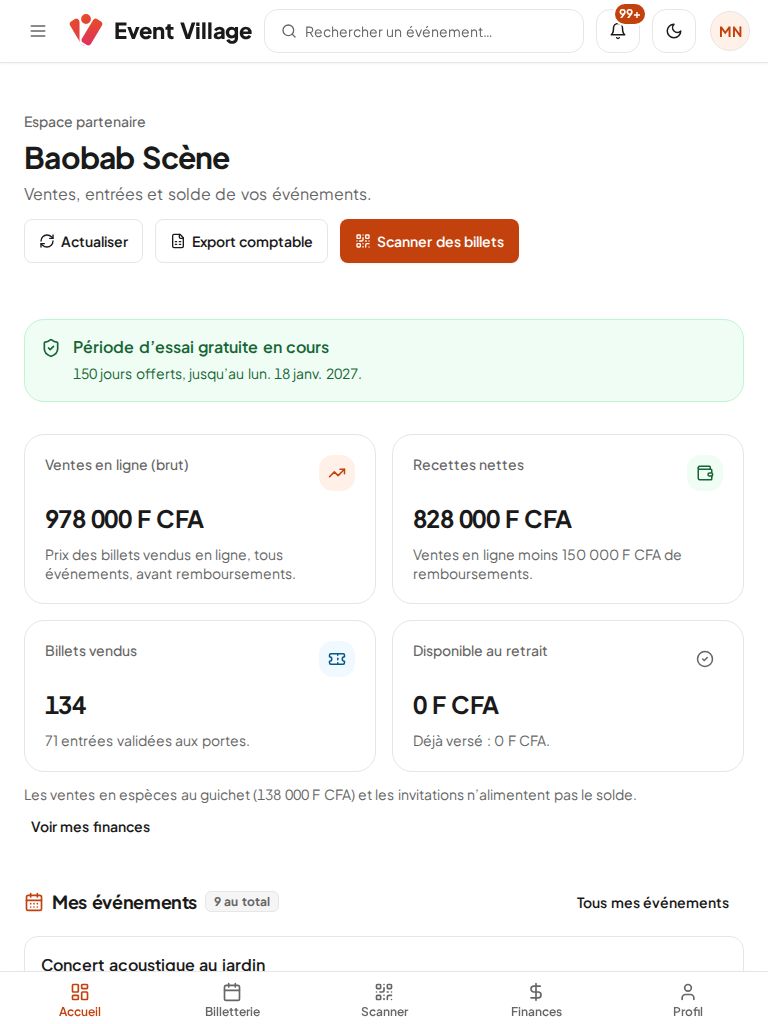 Event Village
Rechercher un événement…
99+
MN
Espace partenaire
Baobab Scène
Ventes, entrées et solde de vos événements.
Actualiser
Export comptable
Scanner des billets
Période d’essai gratuite en cours
150 jours offerts, jusqu’au lun. 18 janv. 2027.
Ventes en ligne (brut)
978 000 F CFA
Prix des billets vendus en ligne, tous
événements, avant remboursements.
Recettes nettes
828 000 F CFA
Ventes en ligne moins 150 000 F CFA de
remboursements.
Billets vendus
134
71 entrées validées aux portes.
Disponible au retrait
0 F CFA
Déjà versé : 0 F CFA.
Les ventes en espèces au guichet (138 000 F CFA) et les invitations n’alimentent pas le solde.
Voir mes finances
Mes événements
9 au total
Tous mes événements
Concert acoustique au jardin
Accueil
Billetterie
Scanner
Finances
Profil